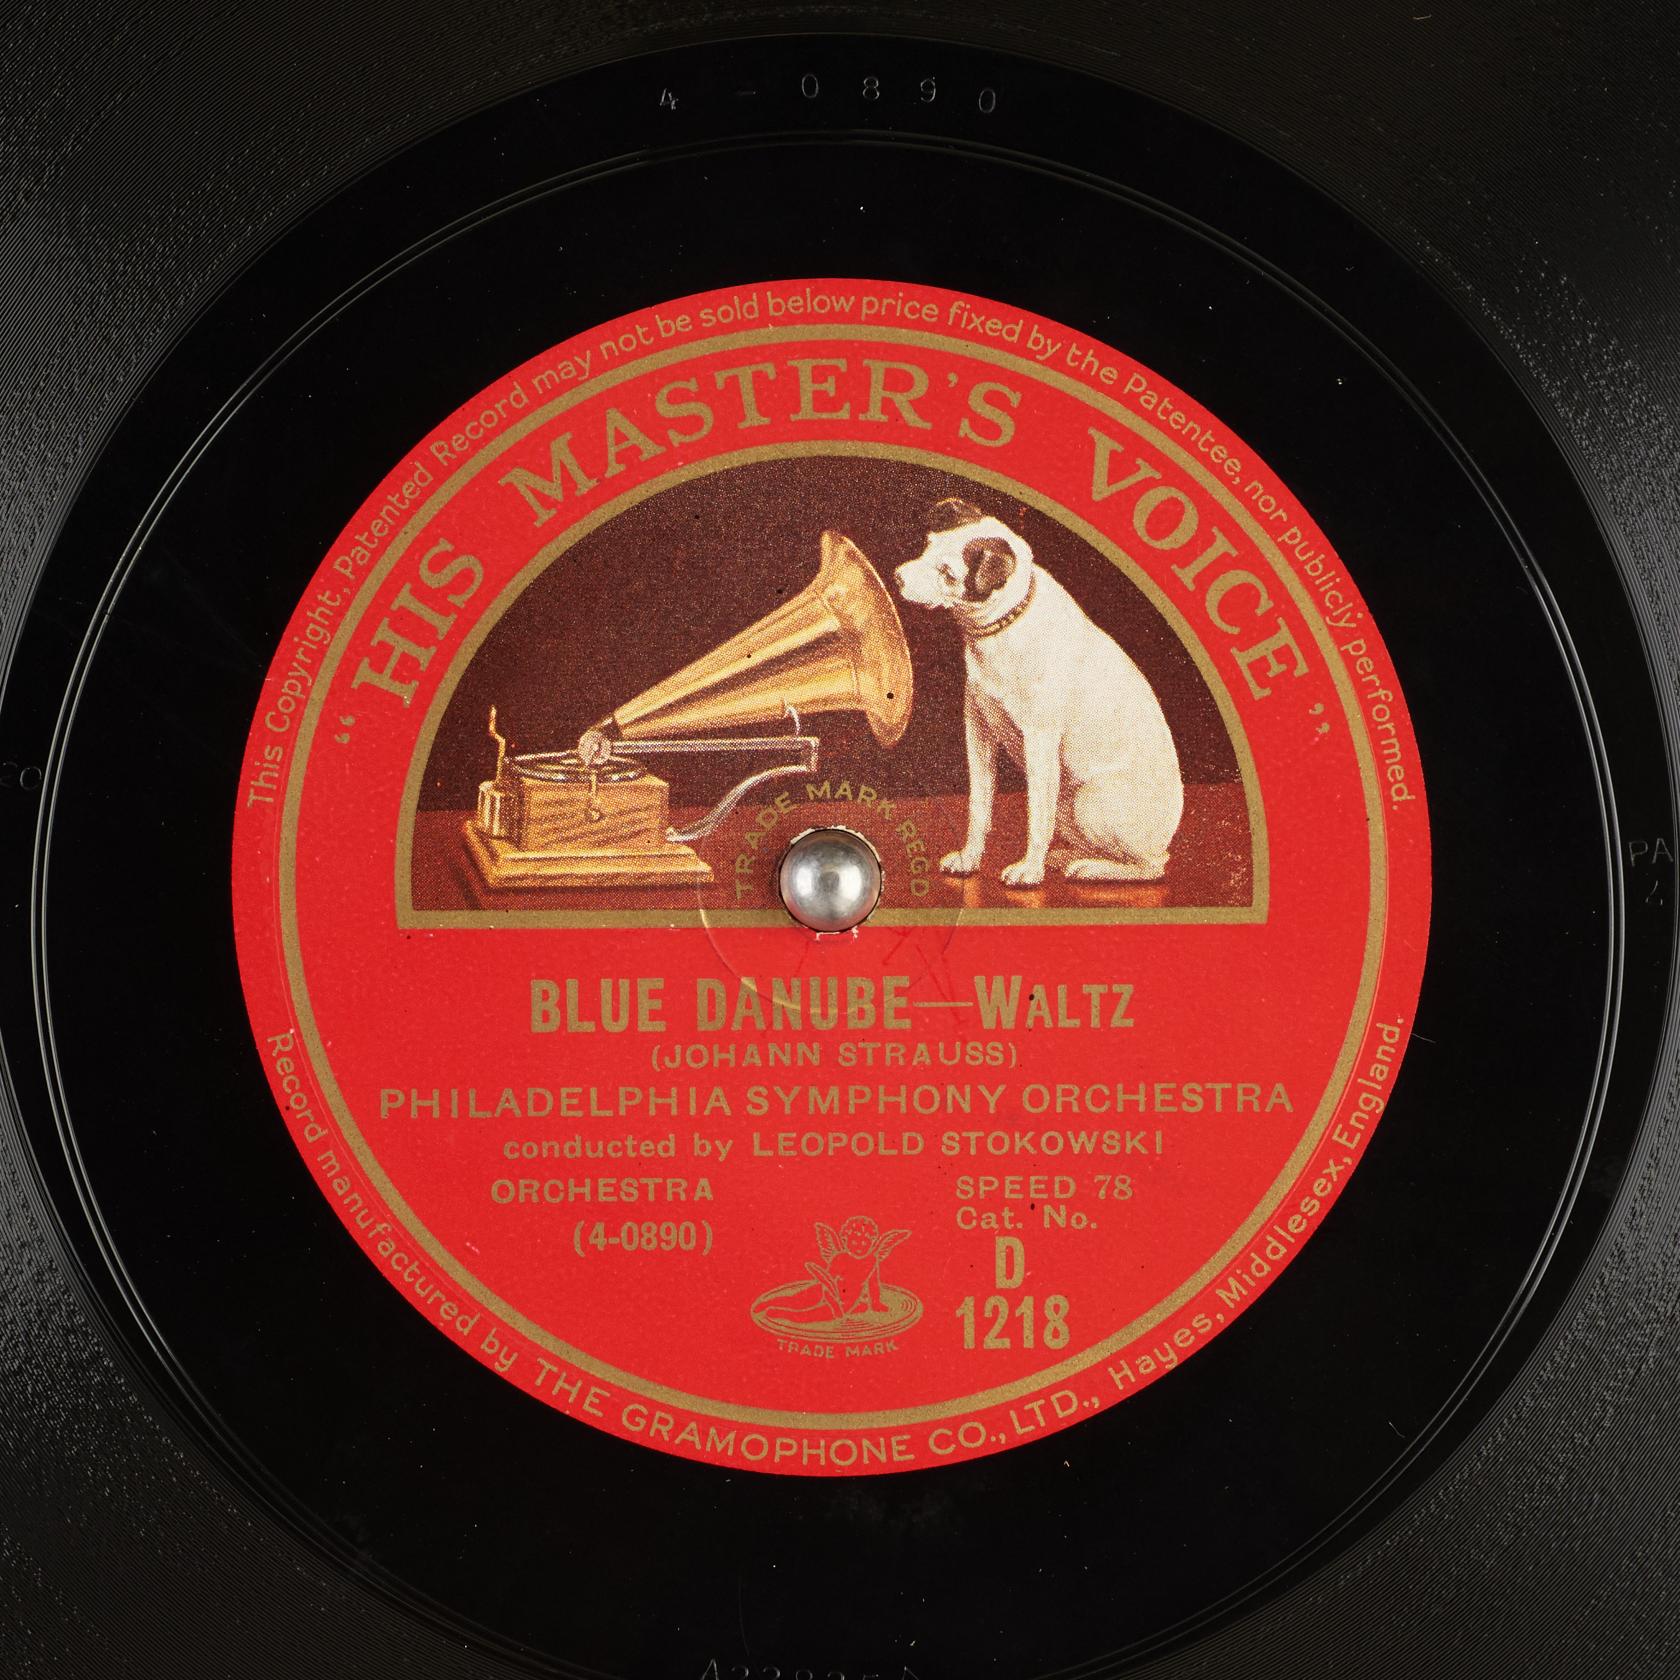 4-0890
This Copyright, Patented Record may not be sold below price fixed by the Patentee, nor publicly performed.
“HIS MASTER'S VOICE”
TRADE MARK REGD
BLUE DANUBE—WALTZ
(JOHANN STRAUSS)
PHILADELPHIA SYMPHONY ORCHESTRA
conducted by LEOPOLD STOKOWSKI
ORCHESTRA
(4-0890)
SPEED 78
Cat. No.
D
1218
TRADE MARK
Record manufactured by THE GRAMOPHONE CO., LTD., Hayes, Middlesex, England.
PA